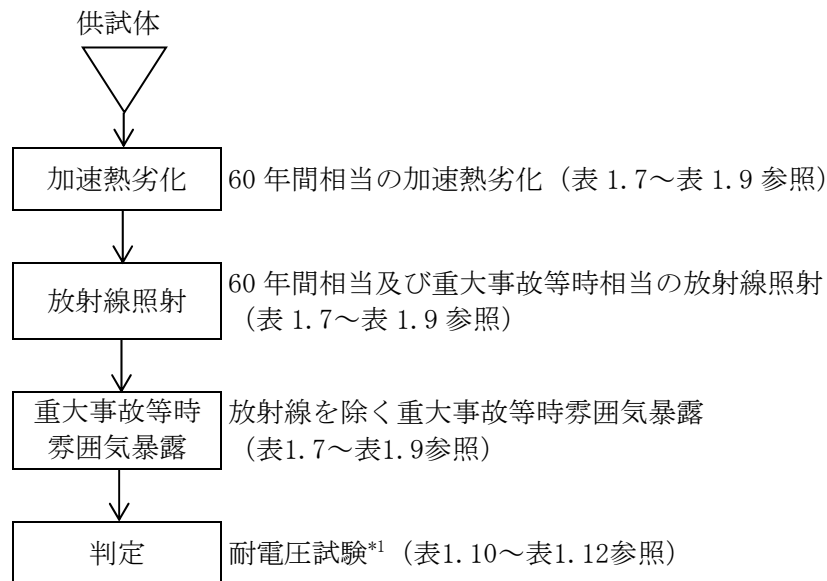 供試体
加速熱劣化
60 年間相当の加速熱劣化（表 1.7～表 1.9 参照）
放射線照射
60 年間相当及び重大事故等時相当の放射線照射
（表 1.7～表 1.9 参照）
重大事故等時
雰囲気暴露
放射線を除く重大事故等時雰囲気暴露
（表1.7～表1.9参照）
判定
耐電圧試験*1（表1.10～表1.12参照）